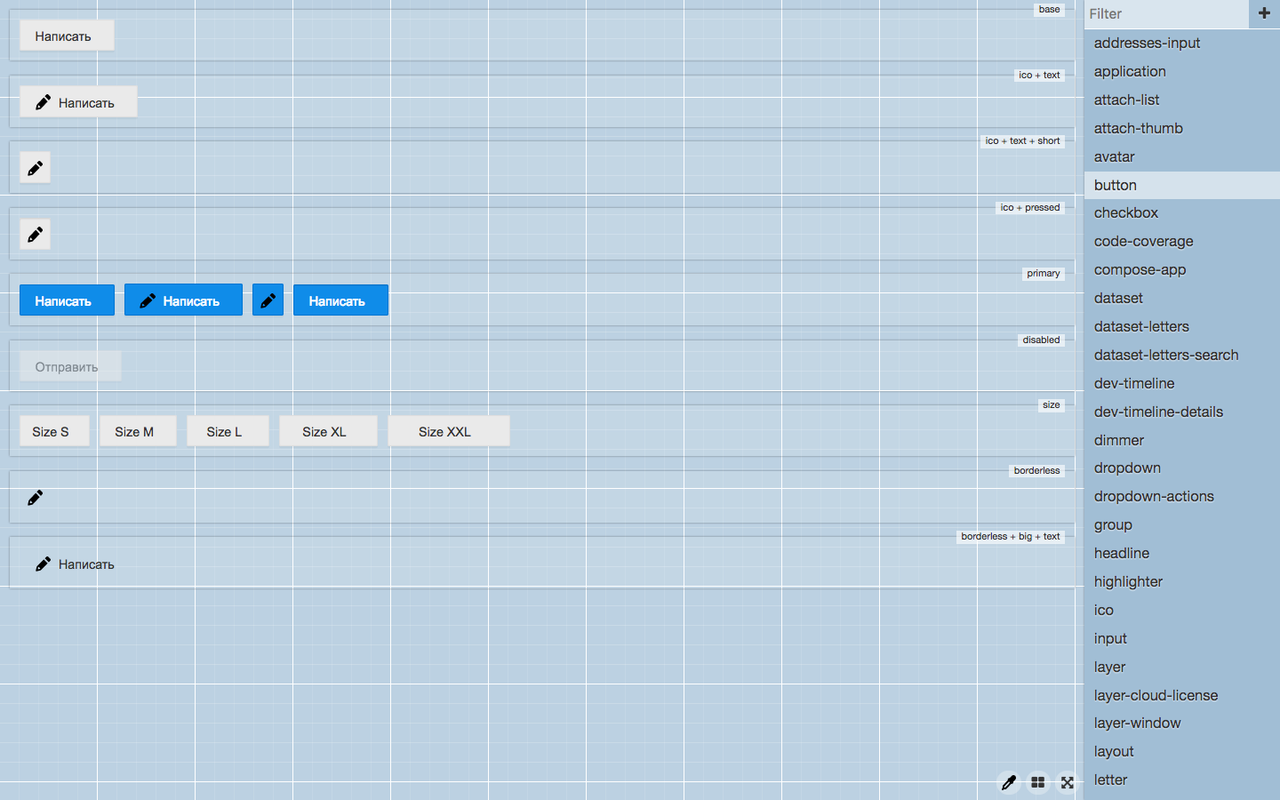 base
Написать
ico + text
Написать
ico + text + short
ico + pressed
primary
Написать Написать Написать
disabled
Отправить
size
Size S Size M Size L Size XL Size XXL
borderless
borderless + big + text
Написать
Filter
addresses-input
application
attach-list
attach-thumb
avatar
button
checkbox
code-coverage
compose-app
dataset
dataset-letters
dataset-letters-search
dev-timeline
dev-timeline-details
dimmer
dropdown
dropdown-actions
group
headline
highlighter
ico
input
layer
layer-cloud-license
layer-window
layout
letter